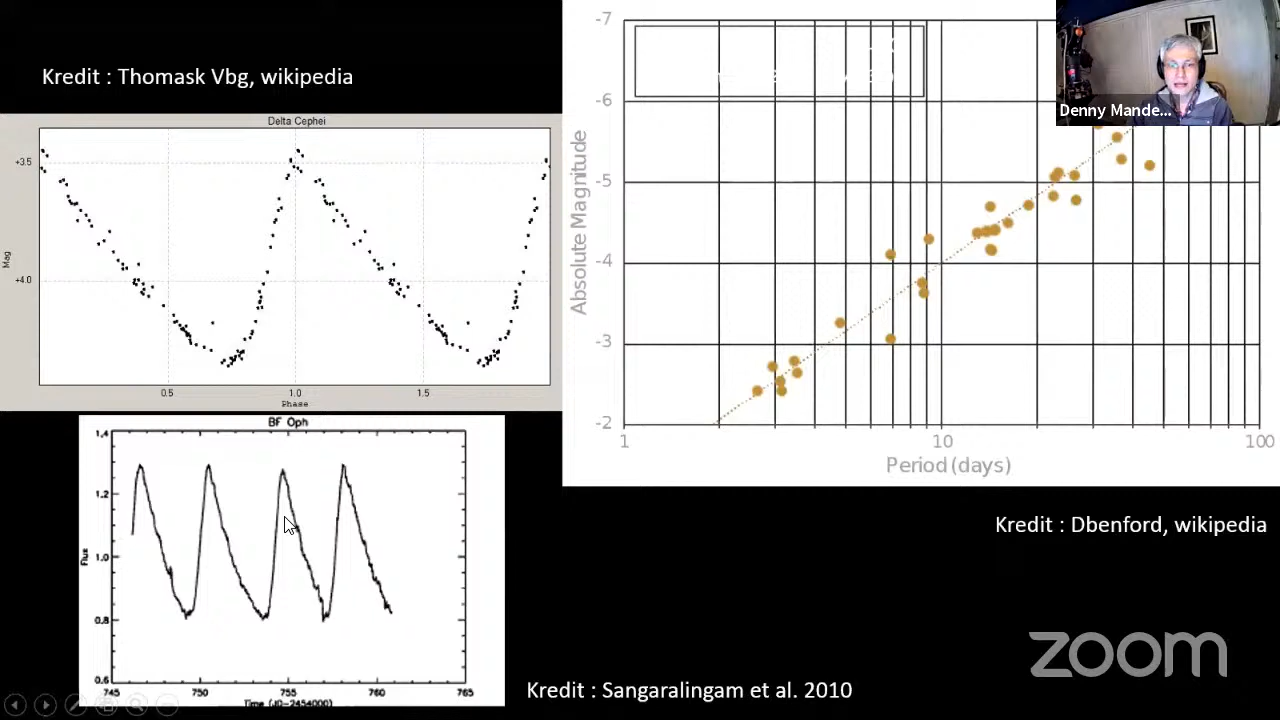 Kredit : Thomask Vbg, wikipedia
Delta Cephei
+3.5
+4.0
Mag
0.5
1.0
1.5
Phase
BF Oph
1.4
1.2
1.0
0.8
0.6
Flux
745
750
755
760
765
Time (JD-2454000)
Kredit : Sangaralingam et al. 2010
-7
-6
-5
-4
-3
-2
Absolute Magnitude
1
10
100
Period (days)
Denny Mande...
Kredit : Dbenford, wikipedia
zoom